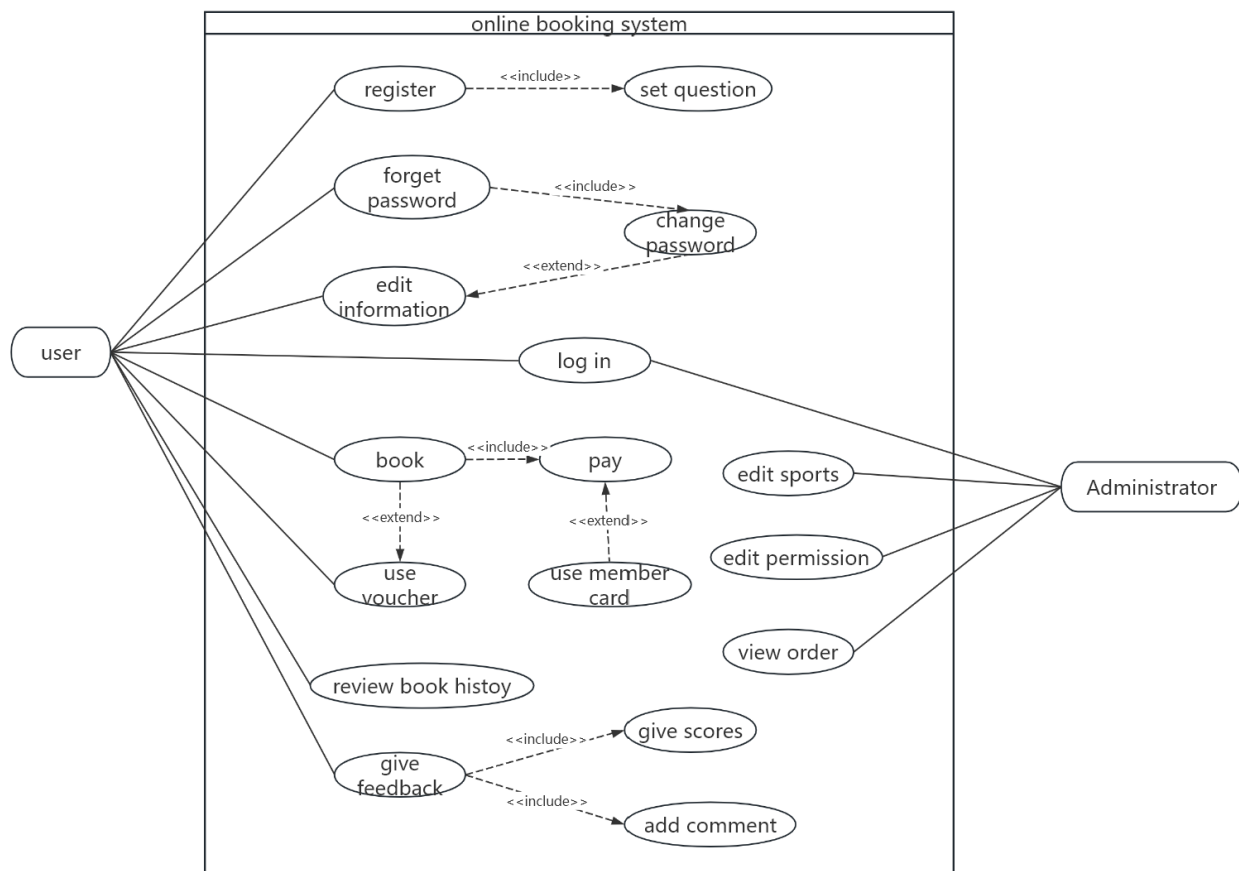 online booking system
register
<<include>>
set question
forget
password
<<include>>
change
password
<<extend>>
edit
information
user
log in
book
<<include>>
pay
edit sports
Administrator
<<extend>>
<<extend>>
edit permission
use
voucher
use member
card
view order
review book histoy
give scores
<<include>>
give
feedback
<<include>>
add comment